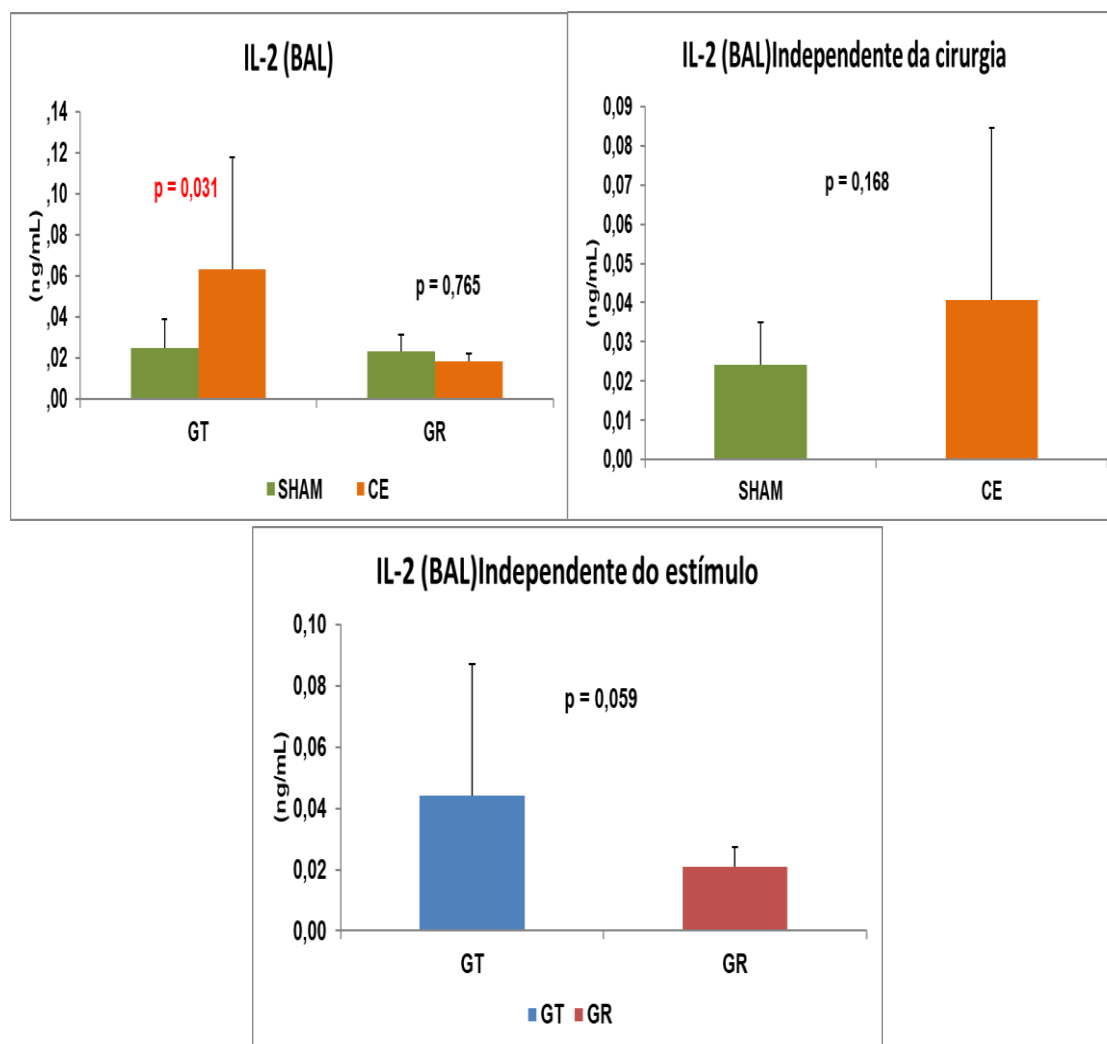 IL-2 (BAL)
,14
,12
,10
,08
,06
,04
,02
,00
(ng/mL)
p = 0,031
p = 0,765
GT GR
SHAM CE
IL-2 (BAL)Independente da cirurgia
0,09
0,08
0,07
0,06
0,05
0,04
0,03
0,02
0,01
0,00
(ng/mL)
p = 0,168
SHAM CE
IL-2 (BAL)Independente do estímulo
0,10
0,08
0,06
0,04
0,02
0,00
(ng/mL)
p = 0,059
GT GR
GT GR